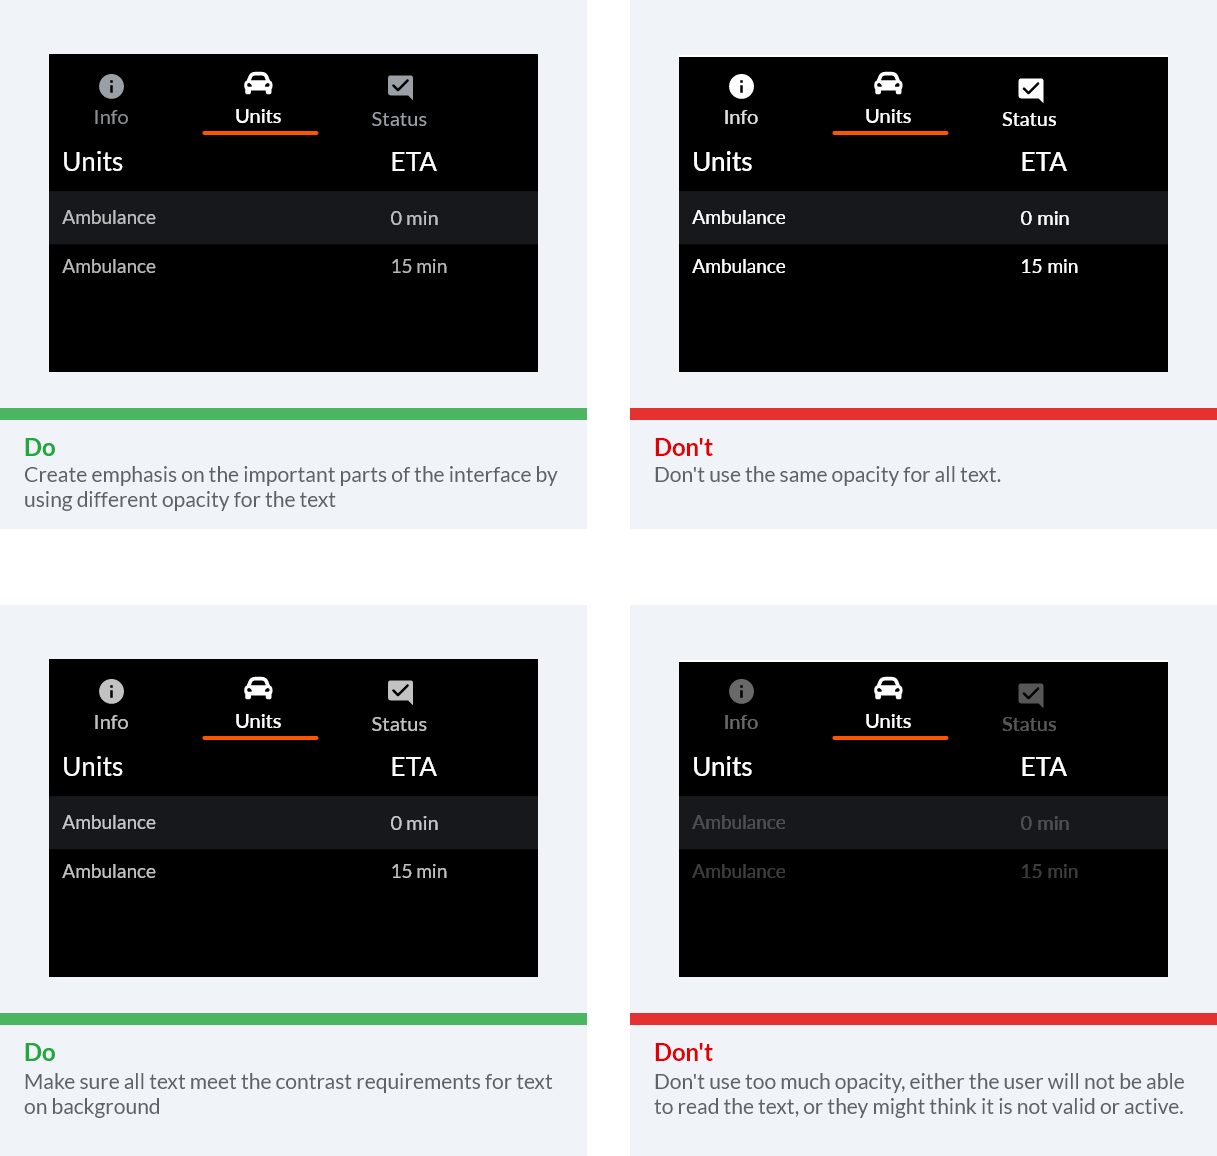 Info Units Status
Units ETA
Ambulance 0 min
Ambulance 15 min
Do
Create emphasis on the important parts of the interface by
using different opacity for the text
Info Units Status
Units ETA
Ambulance 0 min
Ambulance 15 min
Don't
Don't use the same opacity for all text.
Info Units Status
Units ETA
Ambulance 0 min
Ambulance 15 min
Do
Make sure all text meet the contrast requirements for text
on background
Info Units Status
Units ETA
Ambulance 0 min
Ambulance 15 min
Don't
Don't use too much opacity, either the user will not be able
to read the text, or they might think it is not valid or active.